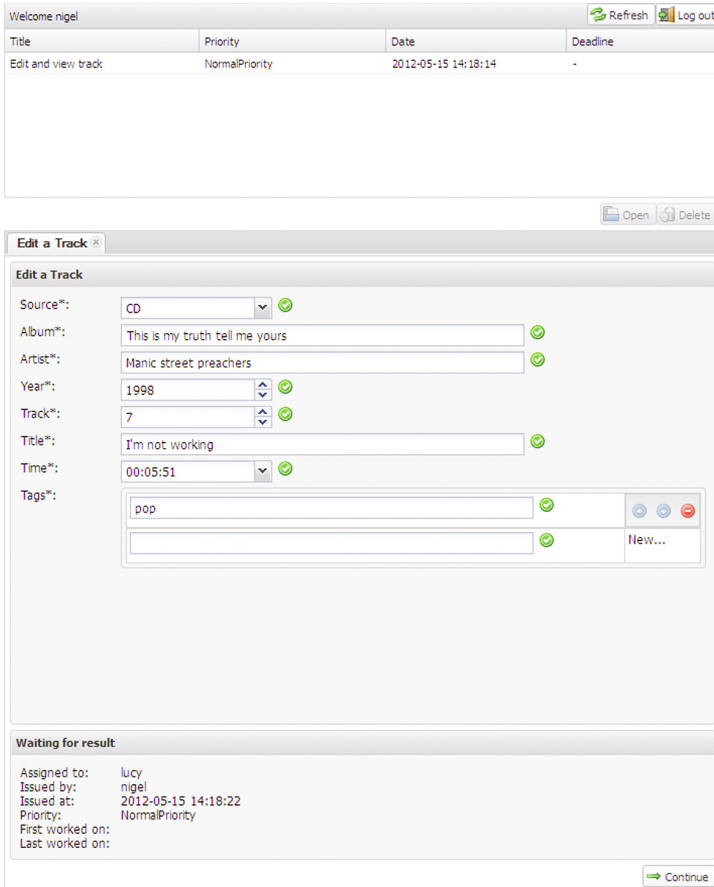 Welcome nigel Refresh Log out
Title Priority Date Deadline
Edit and view track NormalPriority 2012-05-15 14:18:14 -
Open Delete
Edit a Track
Edit a Track
Source*: CD
Album*: This is my truth tell me yours
Artist*: Manic street preachers
Year*: 1998
Track*: 7
Title*: I'm not working
Time*: 00:05:51
Tags*: pop
New...
Waiting for result
Assigned to: lucy
Issued by: nigel
Issued at: 2012-05-15 14:18:22
Priority: NormalPriority
First worked on:
Last worked on:
Continue